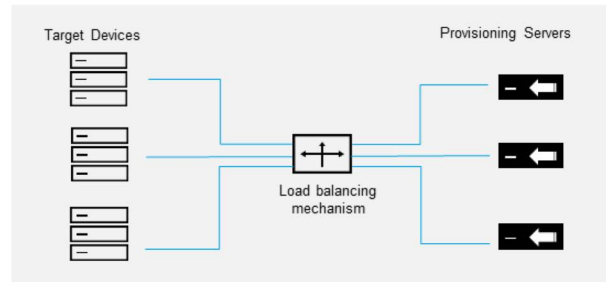 Target Devices
Provisioning Servers
Load balancing
mechanism